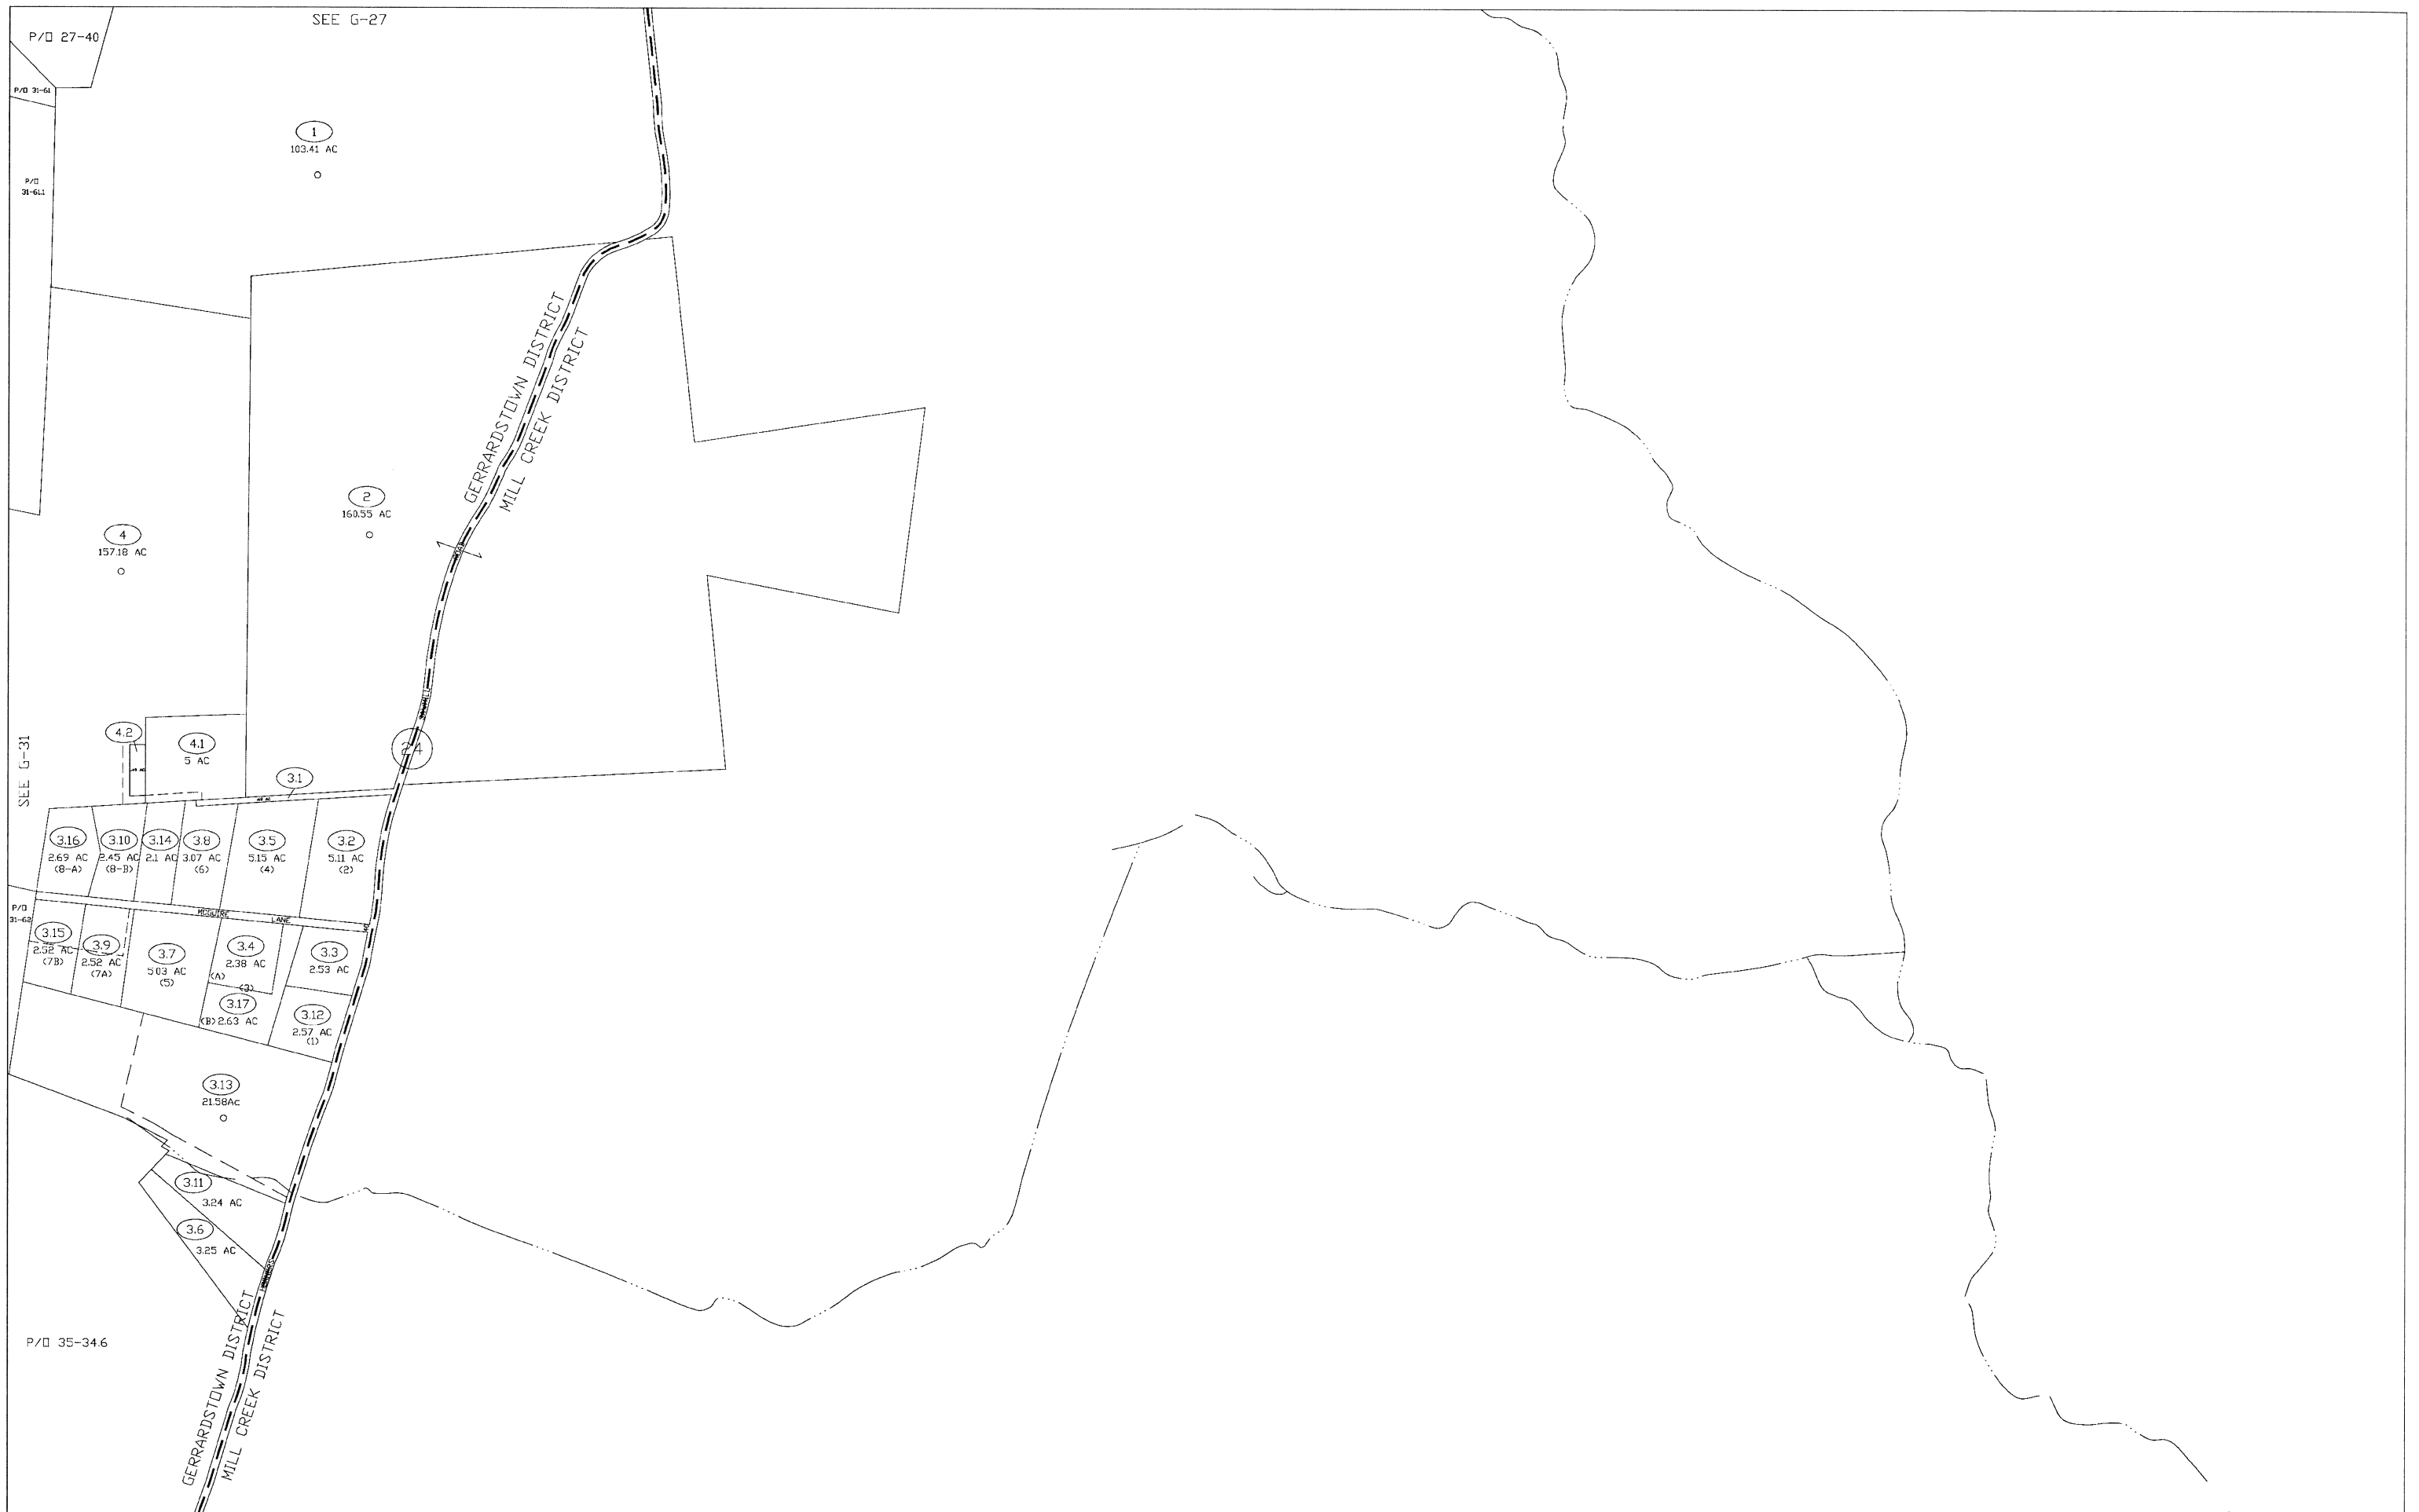 SEE G-27
P/O 27-40
P/O 31-61
1
103.41 AC
P/O
31-61.1
GERRARDSTOWN DISTRICT
MILL CREEK DISTRICT
2
160.55 AC
4
157.18 AC
SEE G-31
4.2
4.1
5 AC
24
3.1
3.16
2.69 AC
(8-A)
3.10
2.45 AC
(8-B)
3.14
2.1 AC
3.8
3.07 AC
(6)
3.5
5.15 AC
(4)
3.2
5.11 AC
(2)
P/O
31-62
MCGUIRE LANE
3.15
2.52 AC
(7B)
3.9
2.52 AC
(7A)
3.7
5.03 AC
(5)
3.4
2.38 AC
(A)
(3)
3.3
2.53 AC
3.17
(B) 2.63 AC
3.12
2.57 AC
(1)
3.13
21.58Ac
3.11
3.24 AC
3.6
3.25 AC
P/O 35-34.6
GERRARDSTOWN DISTRICT
MILL CREEK DISTRICT